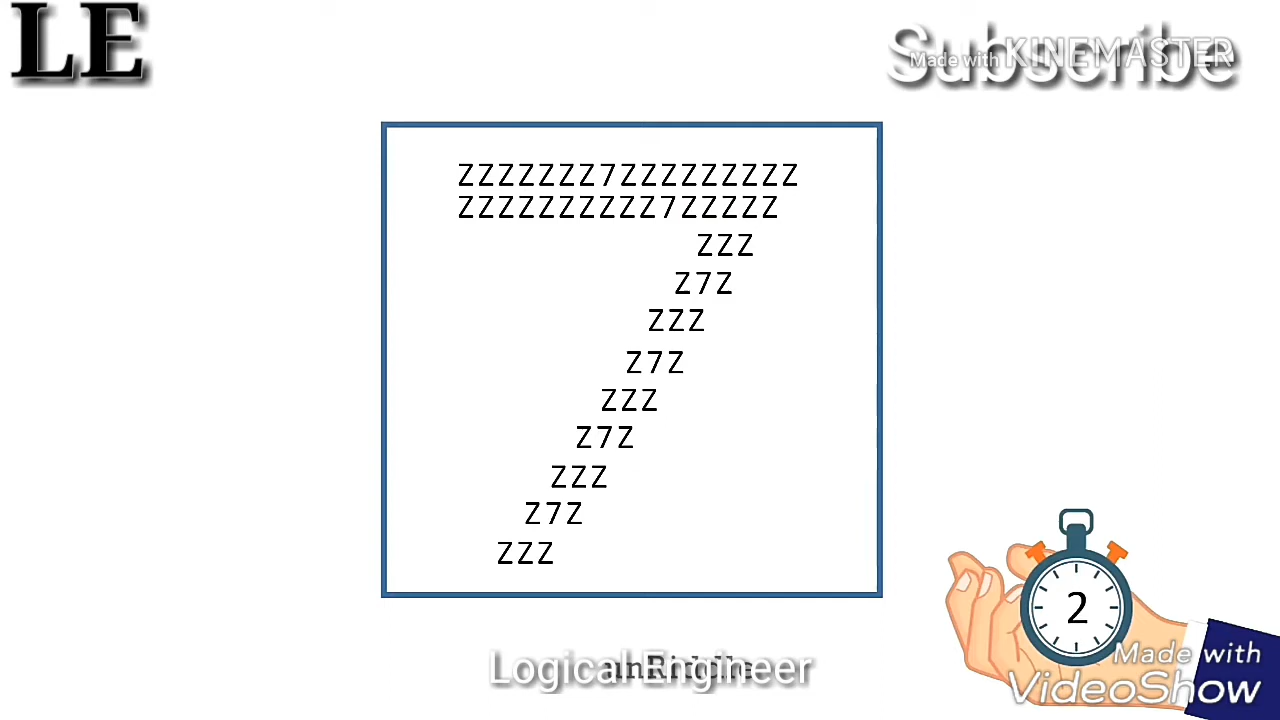 LE
Subscribe
Made with KINEMASTER
ZZZZZZZ7ZZZZZZZZZ
ZZZZZZZZZZ7ZZZZZ
ZZZ
Z7Z
ZZZ
Z7Z
ZZZ
Z7Z
ZZZ
Z7Z
ZZZ
2
unRiddle
Logical Engineer
Made with
VideoShow